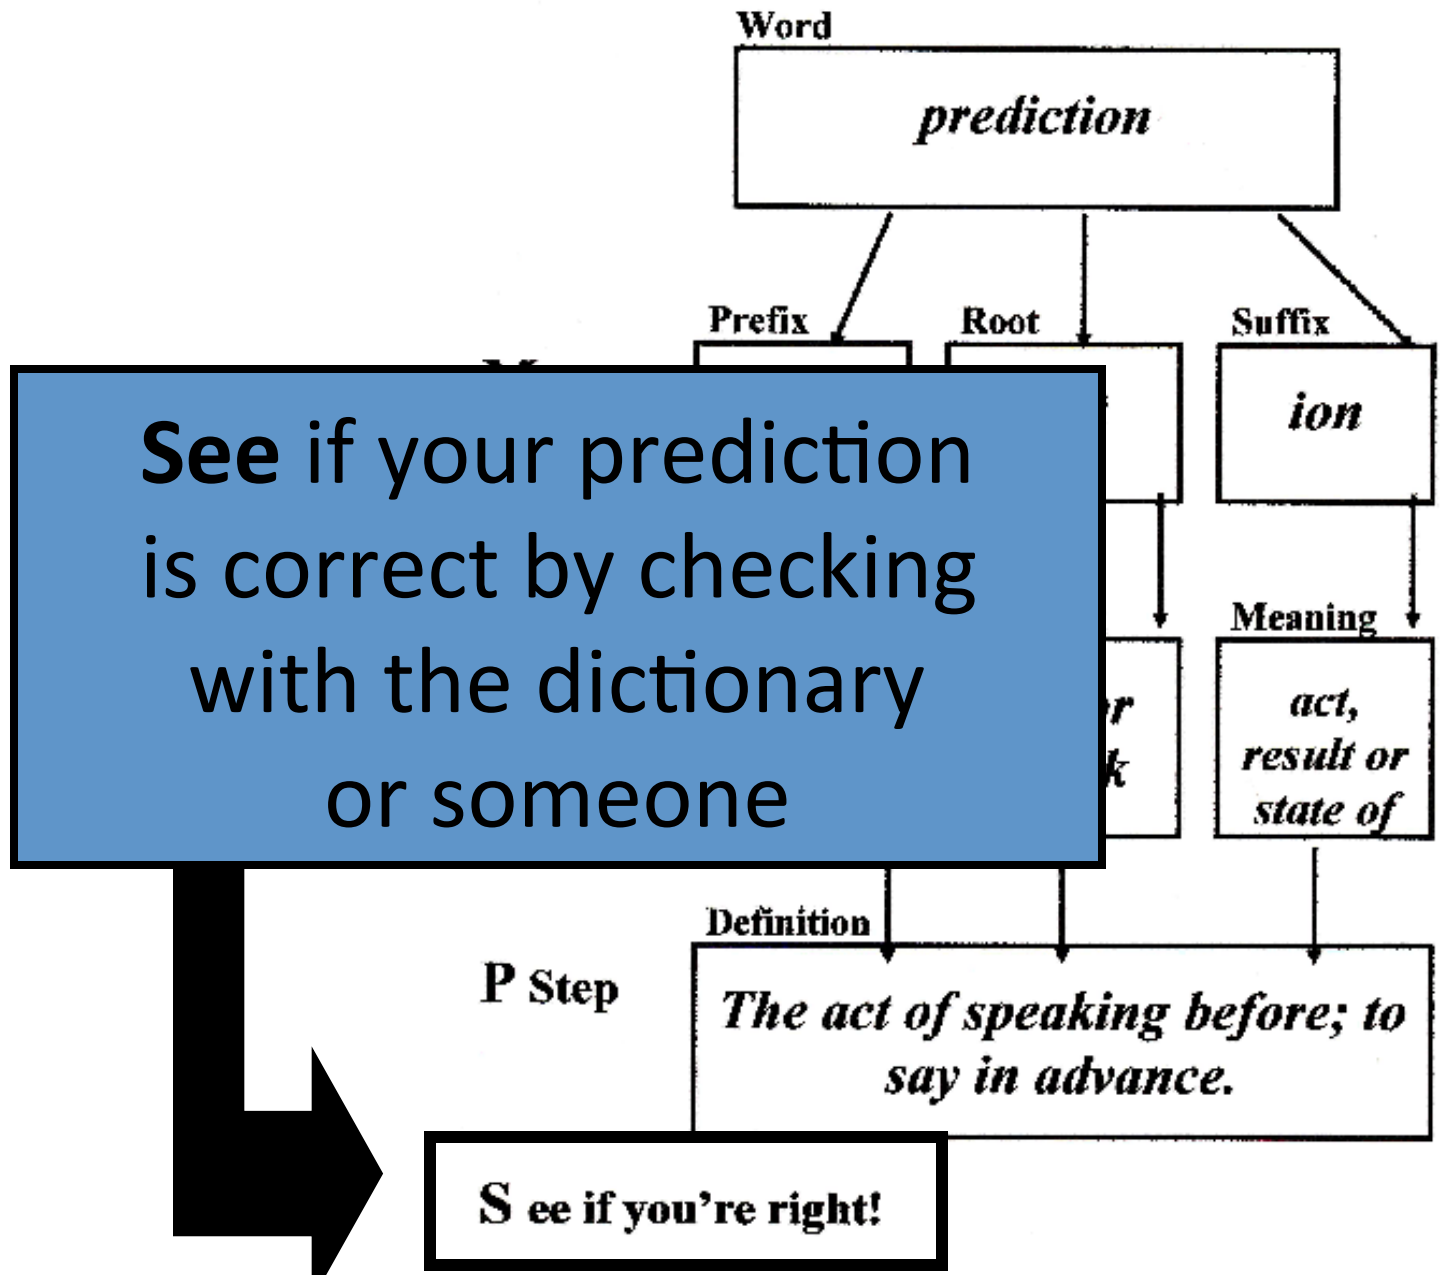 Word
prediction
Prefix Root Suffix
ion
See if your prediction
is correct by checking
with the dictionary
or someone
Meaning
act,
result or
state of
Definition
P Step
The act of speaking before; to
say in advance.
S ee if you're right!